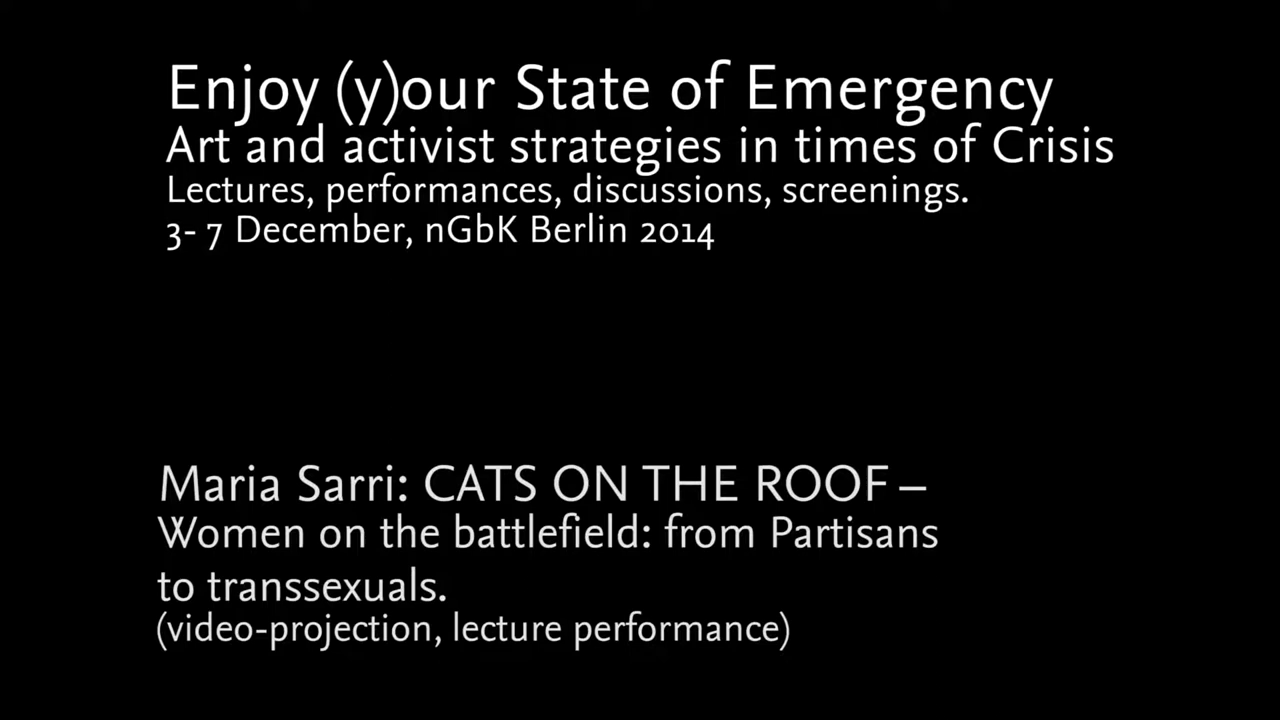 Enjoy (y)our State of Emergency
Art and activist strategies in times of Crisis
Lectures, performances, discussions, screenings.
3- 7 December, nGbK Berlin 2014
Maria Sarri: CATS ON THE ROOF –
Women on the battlefield: from Partisans
to transsexuals.
(video-projection, lecture performance)